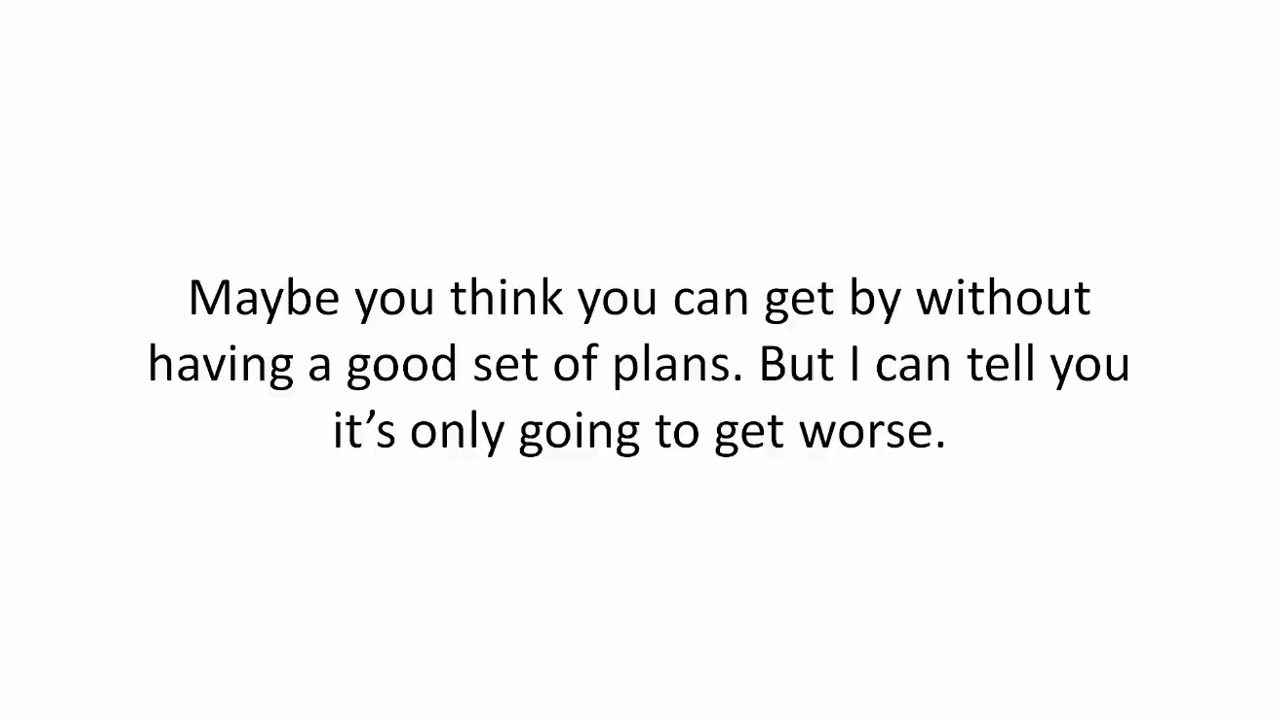 Maybe you think you can get by without
having a good set of plans. But I can tell you
it’s only going to get worse.